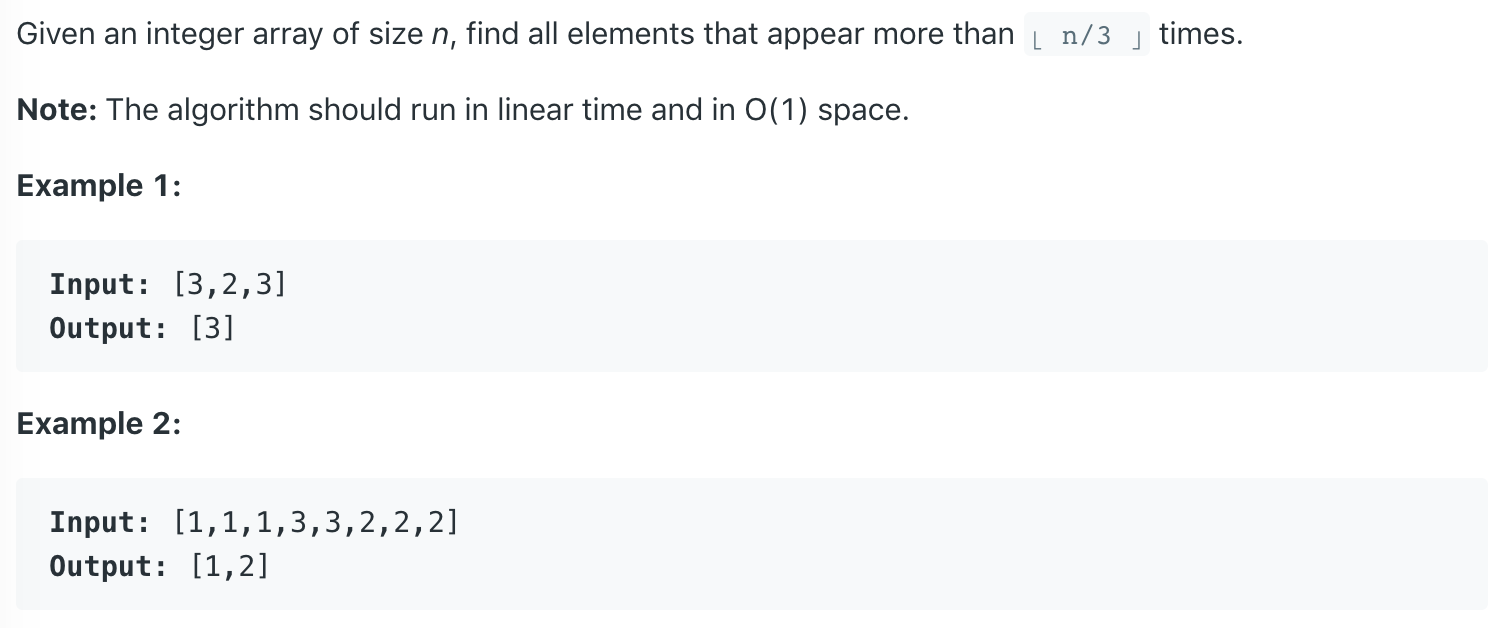 Given an integer array of size n, find all elements that appear more than ⌊ n/3 ⌋ times.
Note: The algorithm should run in linear time and in O(1) space.
Example 1:
Input: [3,2,3]
Output: [3]
Example 2:
Input: [1,1,1,3,3,2,2,2]
Output: [1,2]